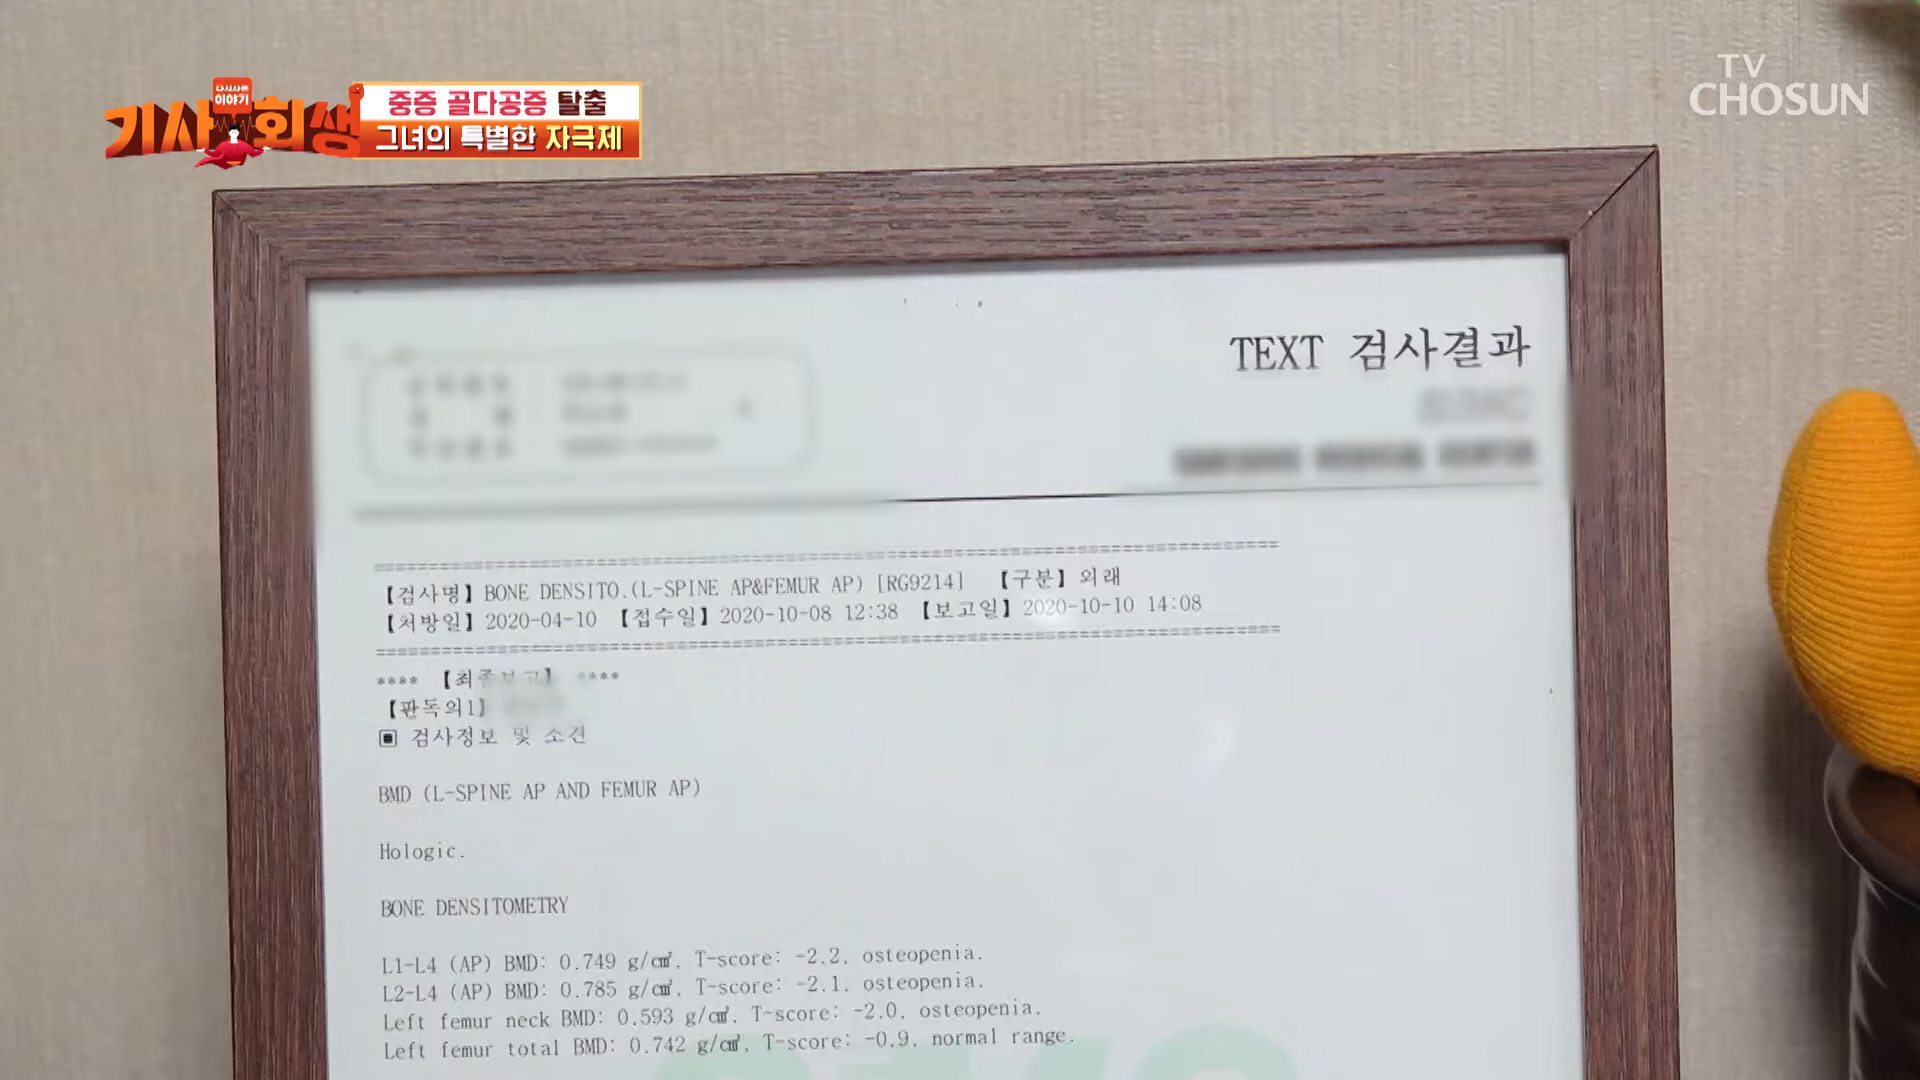 다시 사는
이야기
기사회생
중증 골다공증 탈출
그녀의 특별한 자극제
TV
CHOSUN
TEXT 검사결과
================================================================
【검사명】BONE DENSITO.(L-SPINE AP&FEMUR AP) [RG9214] 【구분】외래
【처방일】2020-04-10 【접수일】2020-10-08 12:38 【보고일】2020-10-10 14:08
================================================================
**** 【최종보고】 ****
【판독의1】
▣ 검사정보 및 소견
BMD (L-SPINE AP AND FEMUR AP)
Hologic.
BONE DENSITOMETRY
L1-L4 (AP) BMD: 0.749 g/㎠, T-score: -2.2, osteopenia.
L2-L4 (AP) BMD: 0.785 g/㎠, T-score: -2.1, osteopenia.
Left femur neck BMD: 0.593 g/㎠, T-score: -2.0, osteopenia.
Left femur total BMD: 0.742 g/㎠, T-score: -0.9, normal range.